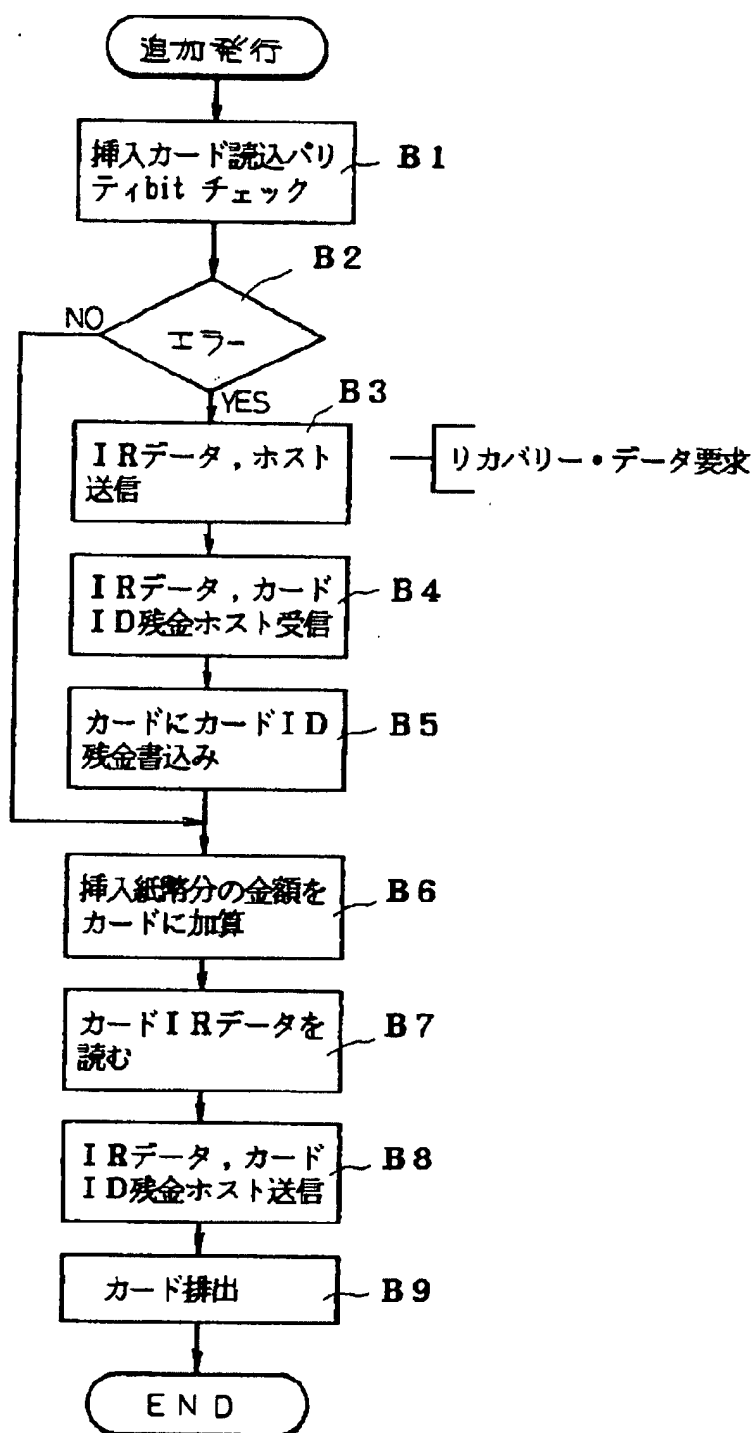 追加発行
挿入カード読込パリ
ティbit チェック
B1
B2
NO
エラー
YES
B3
IRデータ，ホスト
送信
リカバリー・データ要求
IRデータ，カード
ID残金ホスト受信
B4
カードにカードID
残金書込み
B5
挿入紙幣分の金額を
カードに加算
B6
カードIRデータを
読む
B7
IRデータ，カード
ID残金ホスト送信
B8
カード排出
B9
END